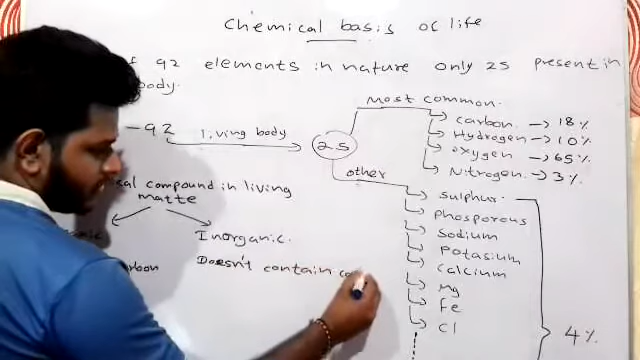 Chemical basis of life
92 elements in nature only 25 present in
body.
most common.
Carbon → 18%
-92 Living body 25
Hydrogen → 10%
oxygen → 65%
Nitrogen → 3%
other
compound in living
matte
Sulphur.
Phosporous
Inorganic.
Sodium
Potasium
Doesn't contain
Calcium
Mg
Fe
Cl
4%